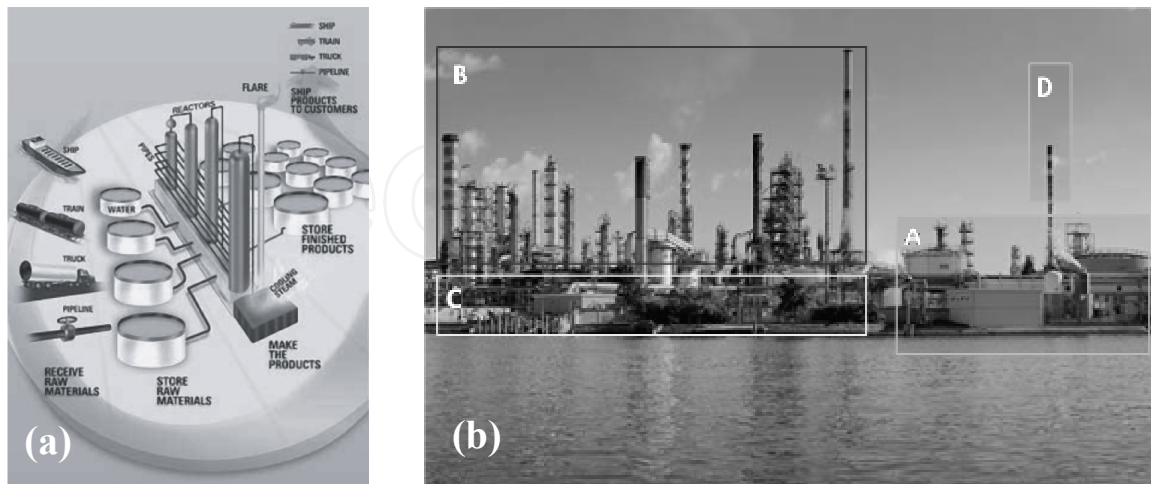 SHIP
TRAIN
TRUCK
PIPELINE
SHIP
PRODUCTS
TO CUSTOMERS
FLARE
REACTORS
PIPES
SHIP
WATER
TRAIN
STORE
FINISHED
PRODUCTS
TRUCK
COOLING
STEAM
PIPELINE
MAKE
THE
PRODUCTS
RECEIVE
RAW
MATERIALS
STORE
RAW
MATERIALS
(a)
B
D
A
C
(b)